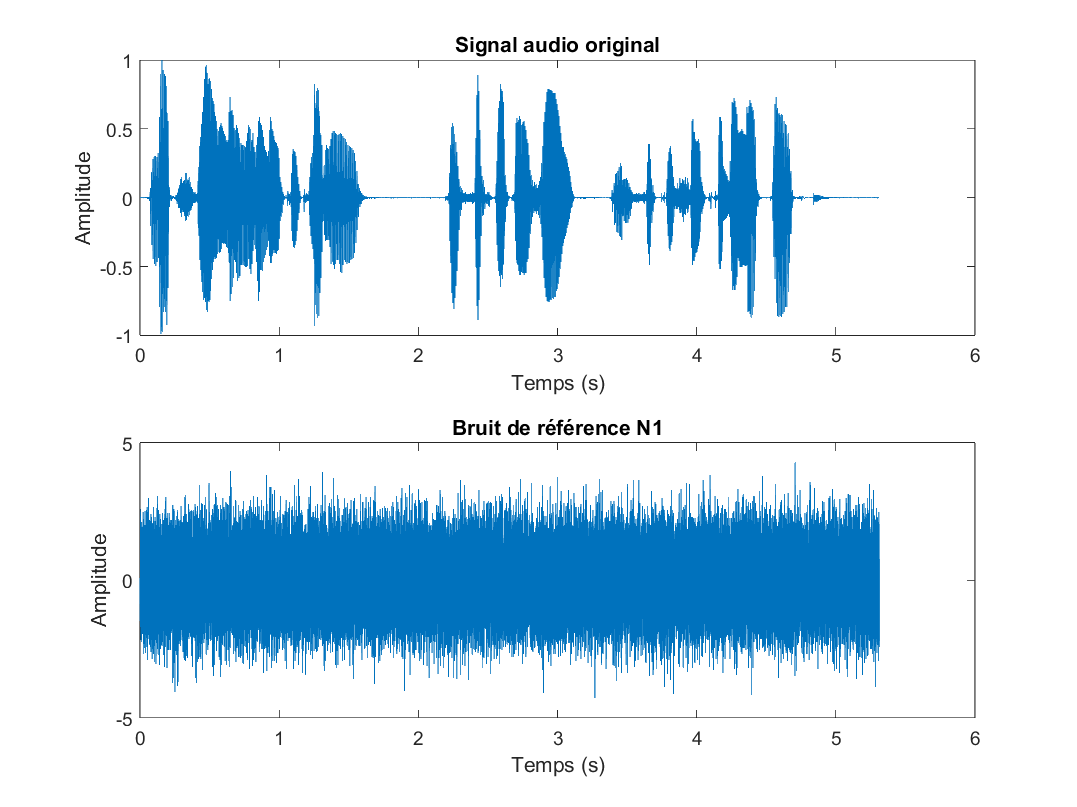 Signal audio original
1
0.5
0
-0.5
-1
Amplitude
0 1 2 3 4 5 6
Temps (s)
Bruit de référence N1
5
0
-5
Amplitude
0 1 2 3 4 5 6
Temps (s)